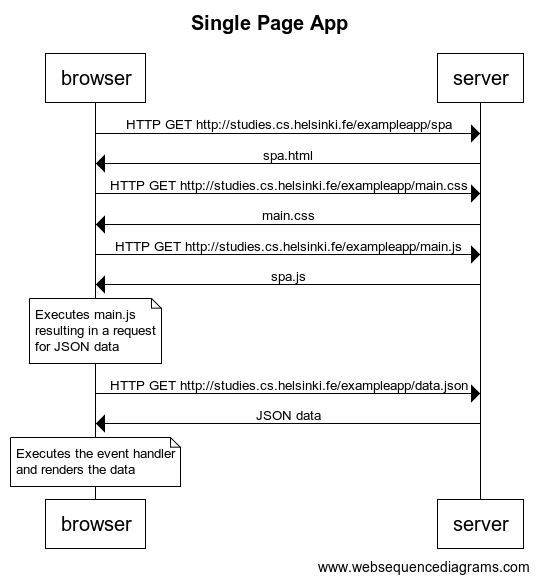 Single Page App
browser
server
HTTP GET http://studies.cs.helsinki.fe/exampleapp/spa
spa.html
HTTP GET http://studies.cs.helsinki.fe/exampleapp/main.css
main.css
HTTP GET http://studies.cs.helsinki.fe/exampleapp/main.js
spa.js
Executes main.js
resulting in a request
for JSON data
HTTP GET http://studies.cs.helsinki.fe/exampleapp/data.json
JSON data
Executes the event handler
and renders the data
browser
server
www.websequencediagrams.com